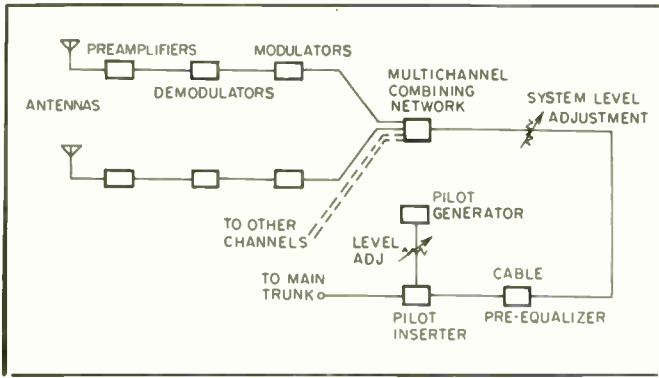 PREAMPLIFIERS
MODULATORS
DEMODULATORS
ANTENNAS
MULTICHANNEL
COMBINING
NETWORK
SYSTEM LEVEL
ADJUSTMENT
TO OTHER
CHANNELS
PILOT
GENERATOR
LEVEL
ADJ
TO MAIN
TRUNK
PILOT
INSERTER
CABLE
PRE-EQUALIZER